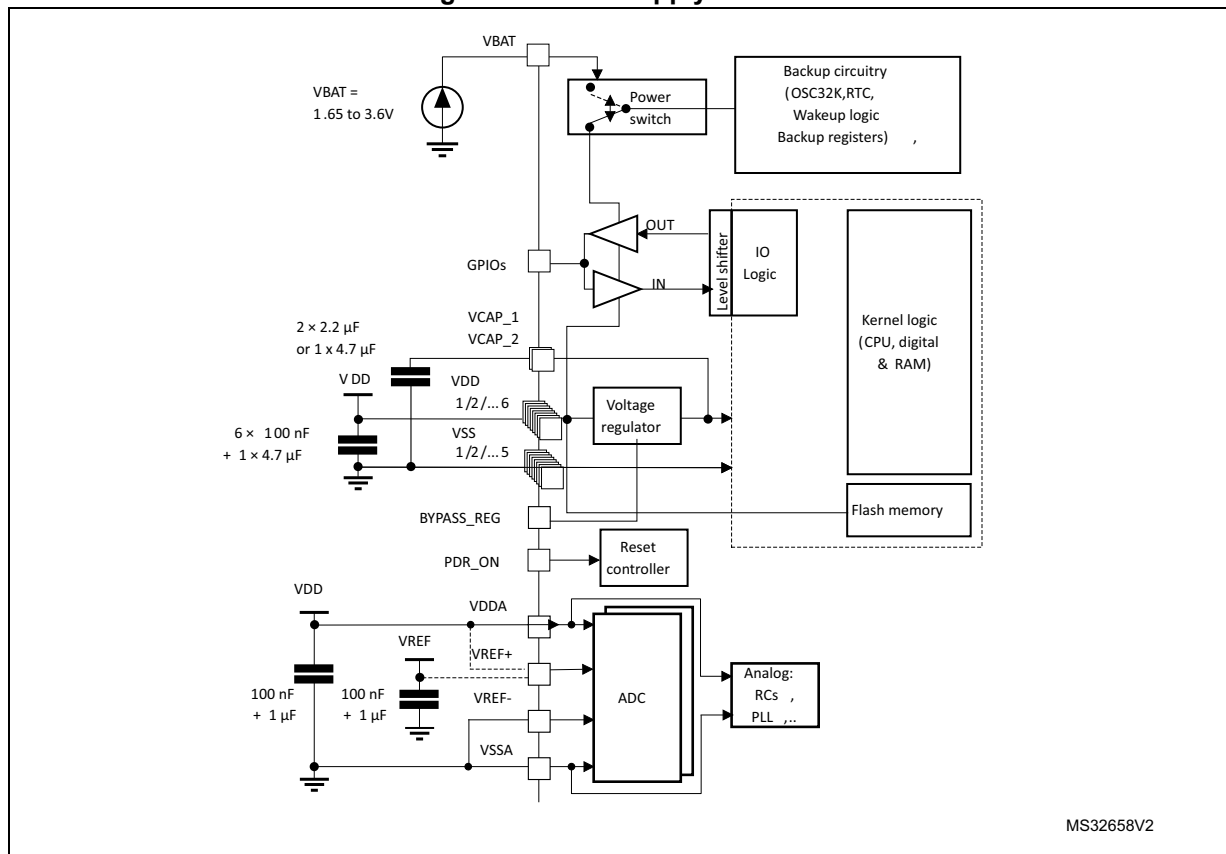 VBAT
VBAT =
1.65 to 3.6V
Power
switch
Backup circuitry
(OSC32K,RTC,
Wakeup logic
Backup registers) ,
OUT
IN
GPIOs
Level shifter
IO
Logic
Kernel logic
(CPU, digital
& RAM)
VCAP_1
VCAP_2
2 × 2.2 µF
or 1 x 4.7 µF
V DD
VDD
1/2/... 6
Voltage
regulator
6 × 100 nF
+ 1 × 4.7 µF
VSS
1/2/... 5
Flash memory
BYPASS_REG
PDR_ON
Reset
controller
VDD
VDDA
VREF
VREF+
100 nF
+ 1 µF
100 nF
+ 1 µF
VREF-
VSSA
ADC
Analog:
RCs ,
PLL ,..
MS32658V2